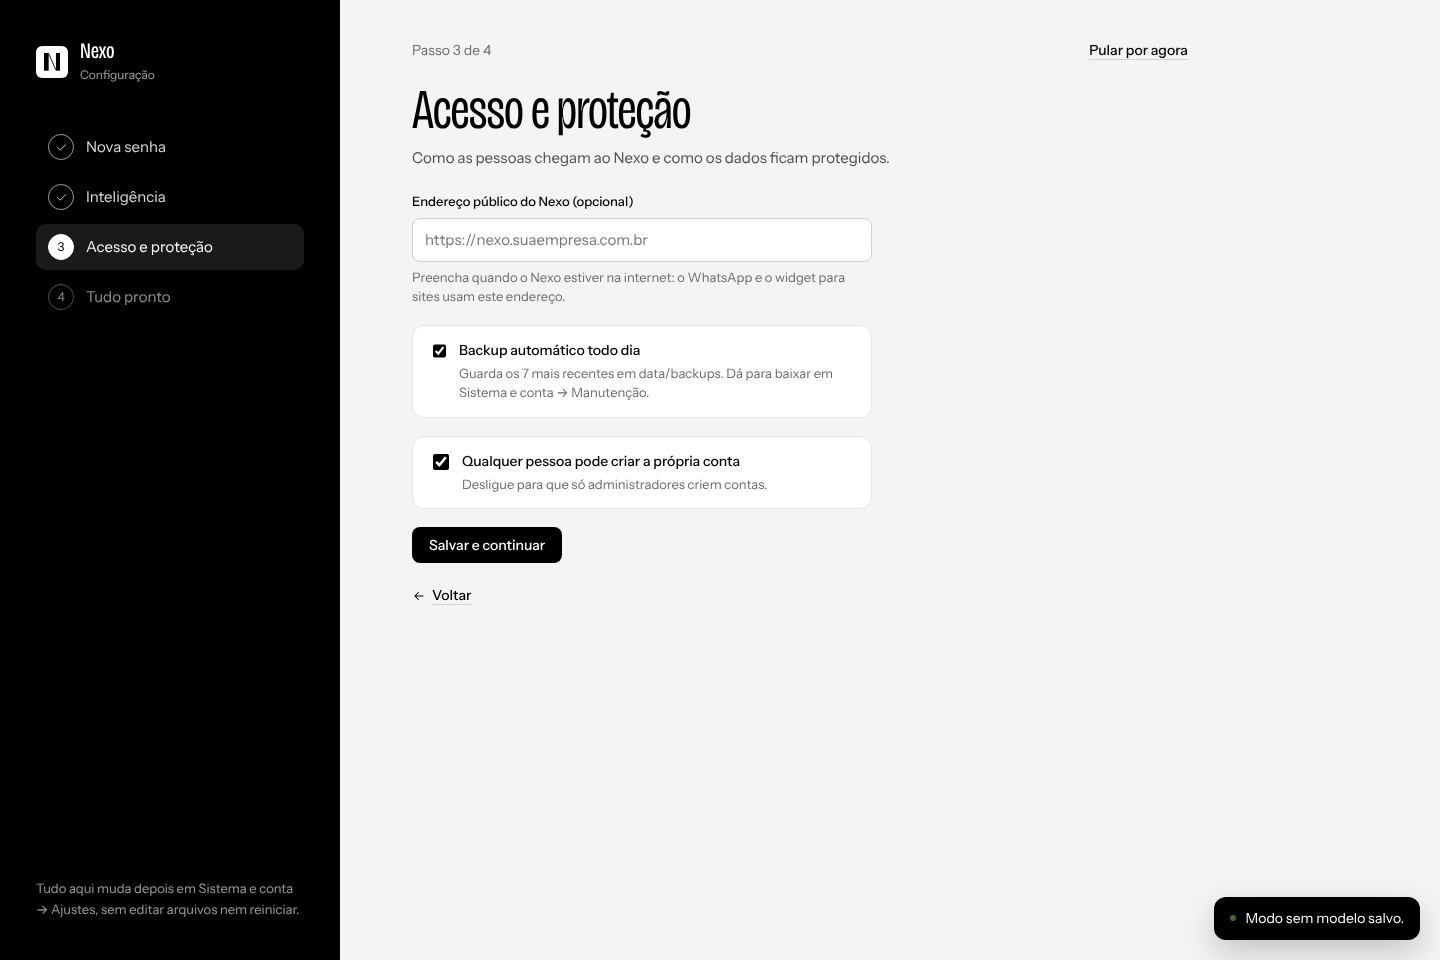 N
Nexo
Configuração
Nova senha
Inteligência
3
Acesso e proteção
4
Tudo pronto
Tudo aqui muda depois em Sistema e conta
→ Ajustes, sem editar arquivos nem reiniciar.
Passo 3 de 4
Pular por agora
Acesso e proteção
Como as pessoas chegam ao Nexo e como os dados ficam protegidos.
Endereço público do Nexo (opcional)
https://nexo.suaempresa.com.br
Preencha quando o Nexo estiver na internet: o WhatsApp e o widget para
sites usam este endereço.
Backup automático todo dia
Guarda os 7 mais recentes em data/backups. Dá para baixar em
Sistema e conta → Manutenção.
Qualquer pessoa pode criar a própria conta
Desligue para que só administradores criem contas.
Salvar e continuar
← Voltar
Modo sem modelo salvo.